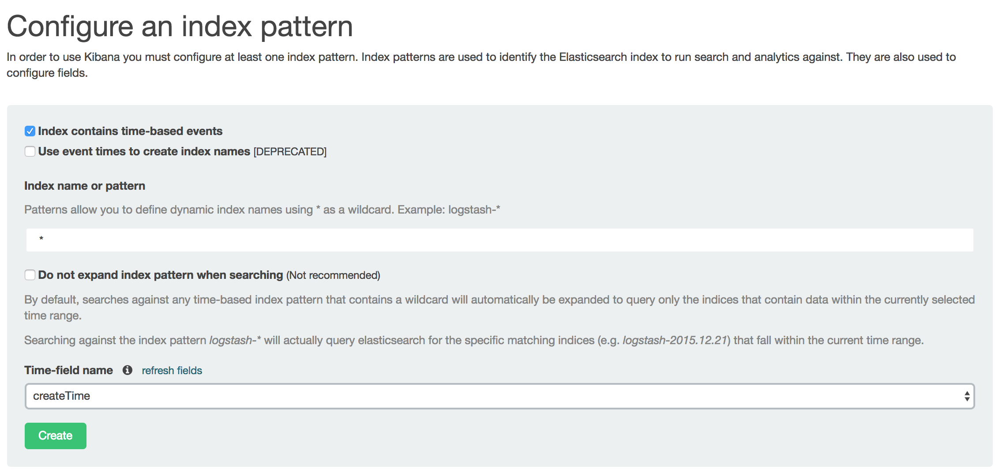 Configure an index pattern
In order to use Kibana you must configure at least one index pattern. Index patterns are used to identify the Elasticsearch index to run search and analytics against. They are also used to
configure fields.
Index contains time-based events
Use event times to create index names [DEPRECATED]
Index name or pattern
Patterns allow you to define dynamic index names using * as a wildcard. Example: logstash-*
*
Do not expand index pattern when searching (Not recommended)
By default, searches against any time-based index pattern that contains a wildcard will automatically be expanded to query only the indices that contain data within the currently selected
time range.
Searching against the index pattern logstash-* will actually query elasticsearch for the specific matching indices (e.g. logstash-2015.12.21) that fall within the current time range.
Time-field name refresh fields
createTime
Create